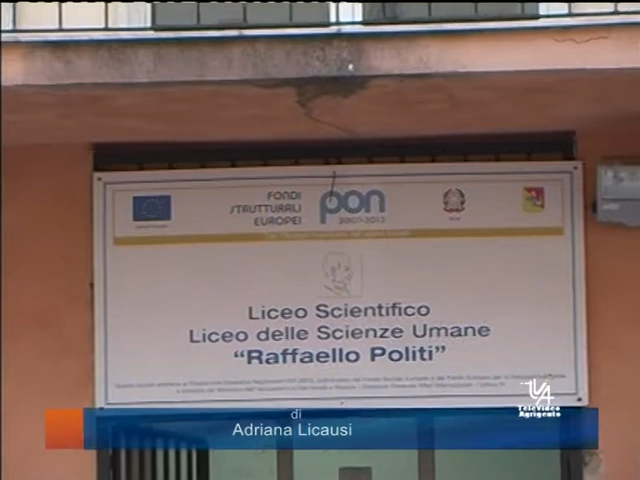 FONDI
STRUTTURALI
EUROPEI
pon
2007-2013
Liceo Scientifico
Liceo delle Scienze Umane
"Raffaello Politi"
TVA
TeleVideo
Agrigento
di
Adriana Licausi